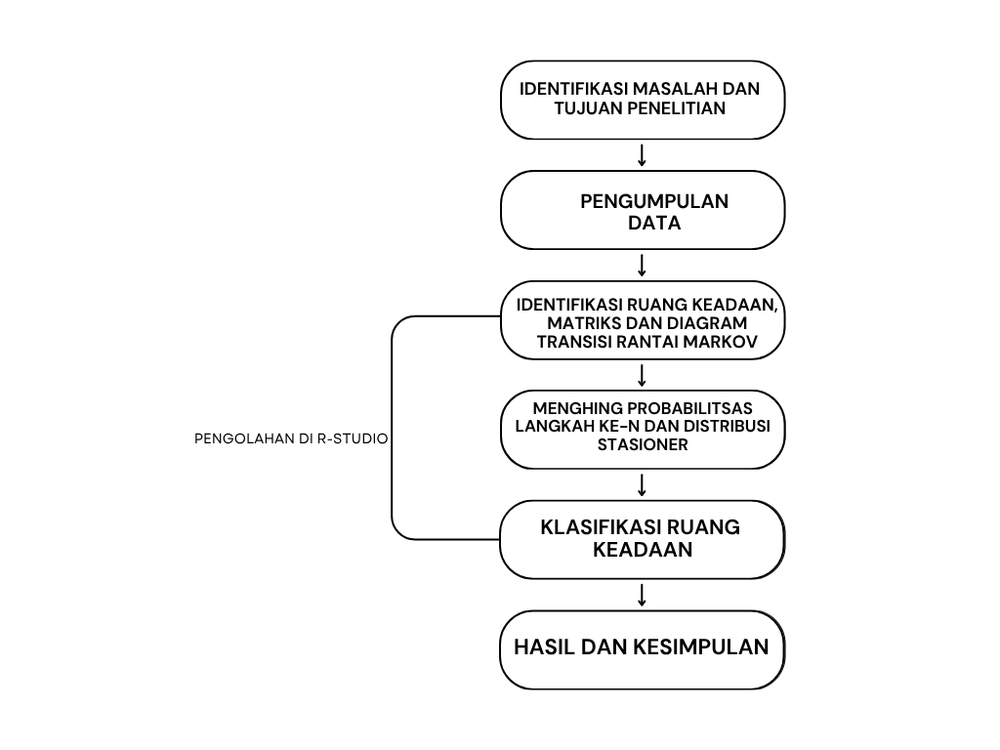 IDENTIFIKASI MASALAH DAN
TUJUAN PENELITIAN
PENGUMPULAN
DATA
IDENTIFIKASI RUANG KEADAAN,
MATRIKS DAN DIAGRAM
TRANSISI RANTAI MARKOV
MENGHING PROBABILITSAS
LANGKAH KE-N DAN DISTRIBUSI
STASIONER
PENGOLAHAN DI R-STUDIO
KLASIFIKASI RUANG
KEADAAN
HASIL DAN KESIMPULAN